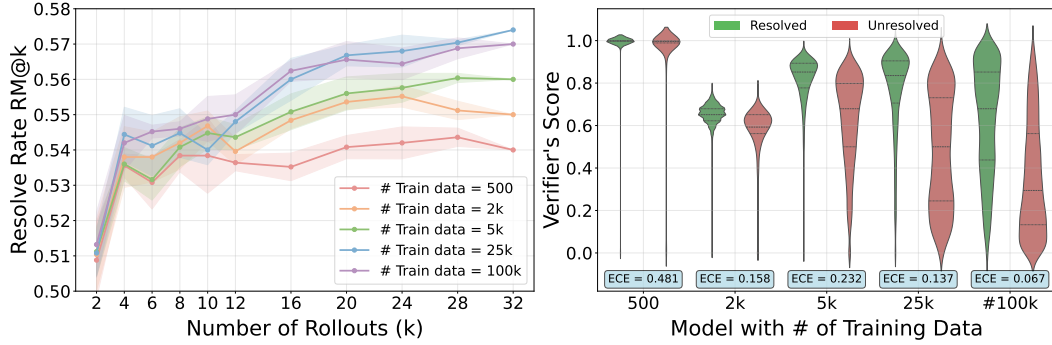 0.58
0.57
0.56
0.55
0.54
0.53
0.52
0.51
0.50
Resolve Rate RM@k
# Train data = 500
# Train data = 2k
# Train data = 5k
# Train data = 25k
# Train data = 100k
2 4 6 8 10 12 16 20 24 28 32
Number of Rollouts (k)
Resolved Unresolved
1.0
0.8
0.6
0.4
0.2
0.0
Verifier's Score
ECE = 0.481 ECE = 0.158 ECE = 0.232 ECE = 0.137 ECE = 0.067
500 2k 5k 25k #100k
Model with # of Training Data